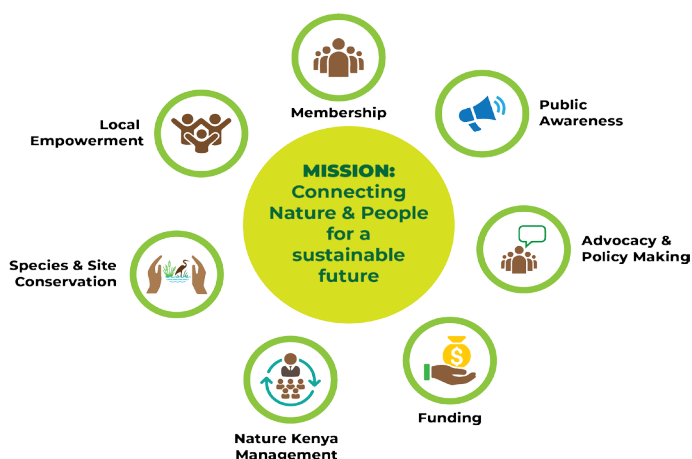 Membership
Public
Awareness
Local
Empowerment
MISSION:
Connecting
Nature & People
for a
sustainable
future
Advocacy &
Policy Making
Species & Site
Conservation
$
Funding
Nature Kenya
Management